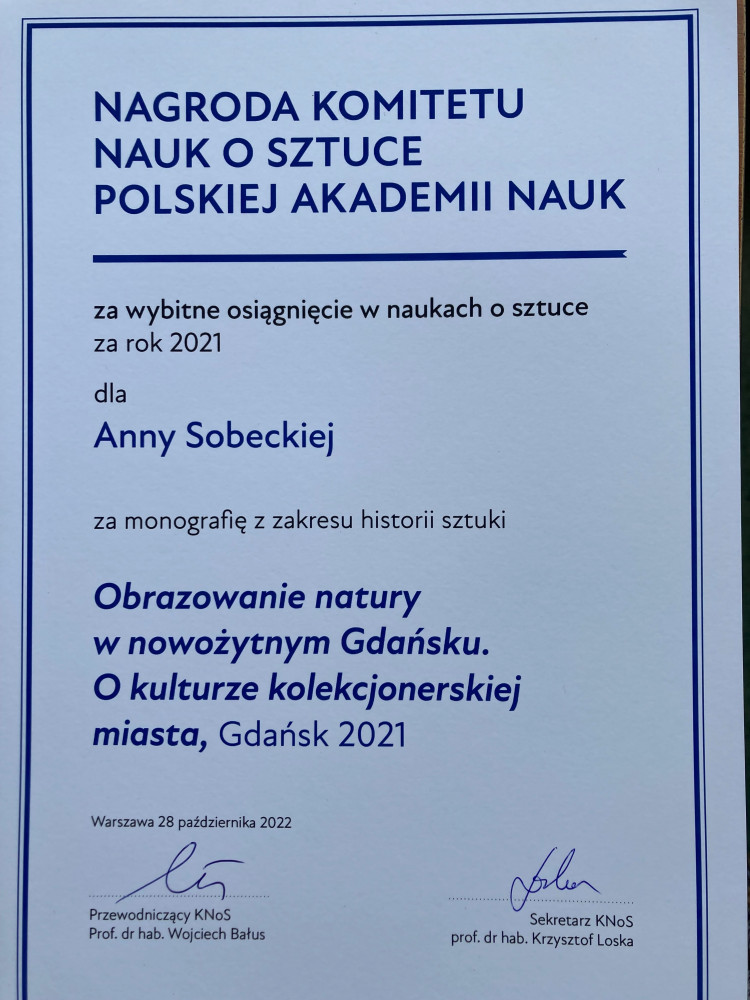 NAGRODA KOMITETU
NAUK O SZTUCE
POLSKIEJ AKADEMII NAUK
za wybitne osiągnięcie w naukach o sztuce
za rok 2021
dla
Anny Sobeckiej
za monografię z zakresu historii sztuki
Obrazowanie natury
w nowożytnym Gdańsku.
O kulturze kolekcjonerskiej
miasta, Gdańsk 2021
Warszawa 28 października 2022
Przewodniczący KNoS
Prof. dr hab. Wojciech Bałus
Sekretarz KNoS
prof. dr hab. Krzysztof Loska